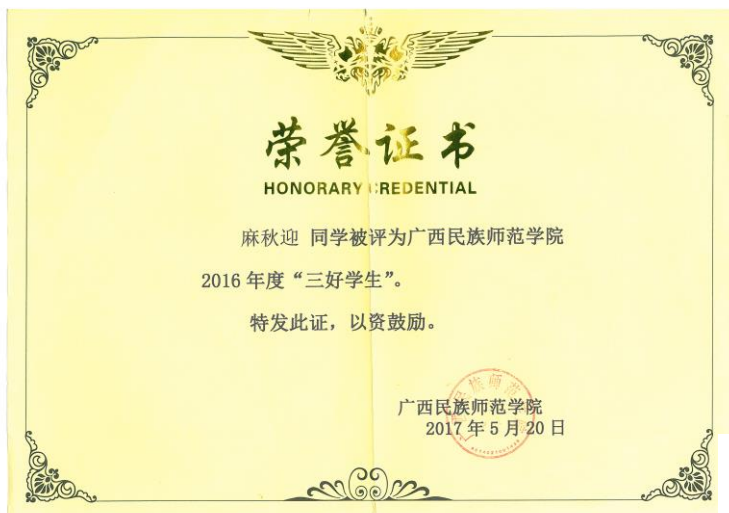 荣誉证书
HONORARY CREDENTIAL
麻秋迎 同学被评为广西民族师范学院
2016 年度“三好学生”。
特发此证，以资鼓励。
广西民族师范学院
2017 年 5 月 20 日